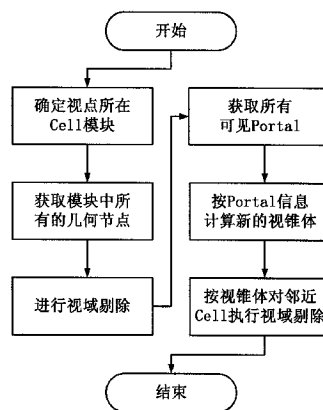 开始
确定视点所在
Cell模块
获取模块中所
有的几何节点
进行视域剔除
获取所有
可见Portal
按Portal信息
计算新的视锥体
按视锥体对邻近
Cell执行视域剔除
结束